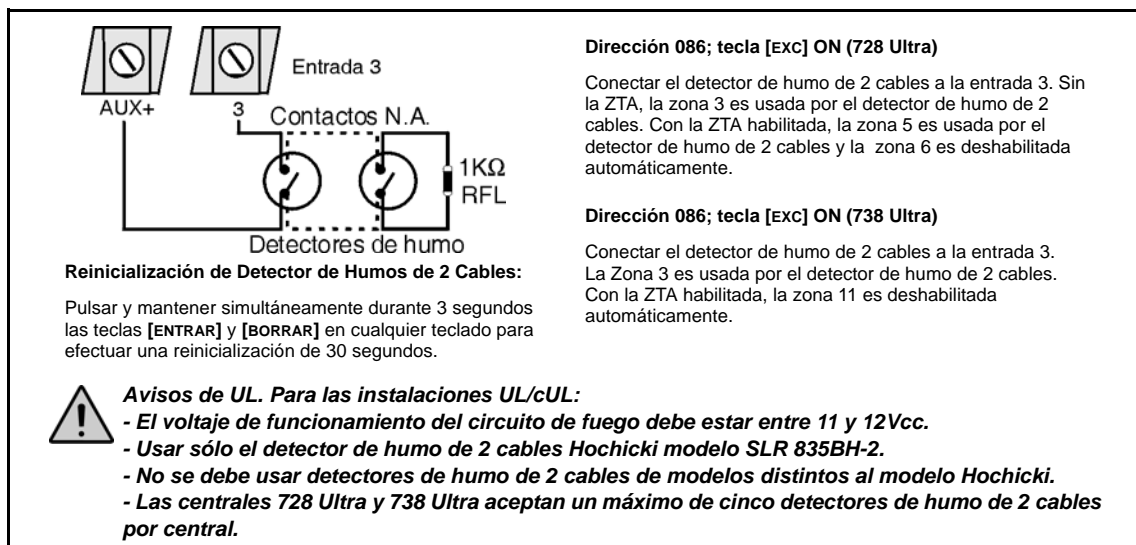 AUX+
3
Entrada 3
Contactos N.A.
1KΩ
RFL
Detectores de humo
Reinicialización de Detector de Humos de 2 Cables:
Pulsar y mantener simultáneamente durante 3 segundos
las teclas [ENTRAR] y [BORRAR] en cualquier teclado para
efectuar una reinicialización de 30 segundos.
Dirección 086; tecla [EXC] ON (728 Ultra)
Conectar el detector de humo de 2 cables a la entrada 3. Sin
la ZTA, la zona 3 es usada por el detector de humo de 2
cables. Con la ZTA habilitada, la zona 5 es usada por el
detector de humo de 2 cables y la zona 6 es deshabilitada
automáticamente.
Dirección 086; tecla [EXC] ON (738 Ultra)
Conectar el detector de humo de 2 cables a la entrada 3.
La Zona 3 es usada por el detector de humo de 2 cables.
Con la ZTA habilitada, la zona 11 es deshabilitada
automáticamente.
Avisos de UL. Para las instalaciones UL/cUL:
- El voltaje de funcionamiento del circuito de fuego debe estar entre 11 y 12Vcc.
- Usar sólo el detector de humo de 2 cables Hochicki modelo SLR 835BH-2.
- No se debe usar detectores de humo de 2 cables de modelos distintos al modelo Hochicki.
- Las centrales 728 Ultra y 738 Ultra aceptan un máximo de cinco detectores de humo de 2 cables
por central.